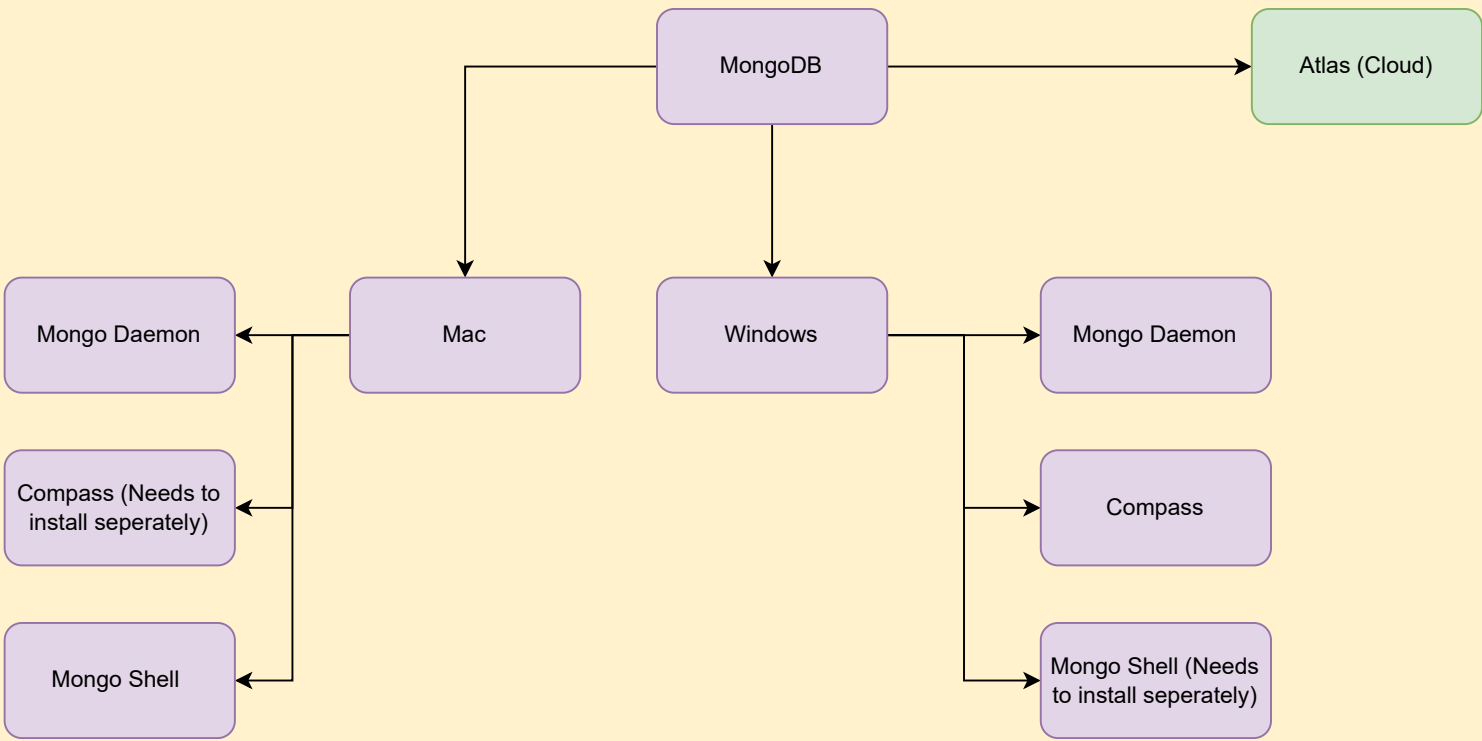 MongoDB
Atlas (Cloud)
Mongo Daemon
Mac
Windows
Mongo Daemon
Compass (Needs to
install seperately)
Compass
Mongo Shell
Mongo Shell (Needs
to install seperately)